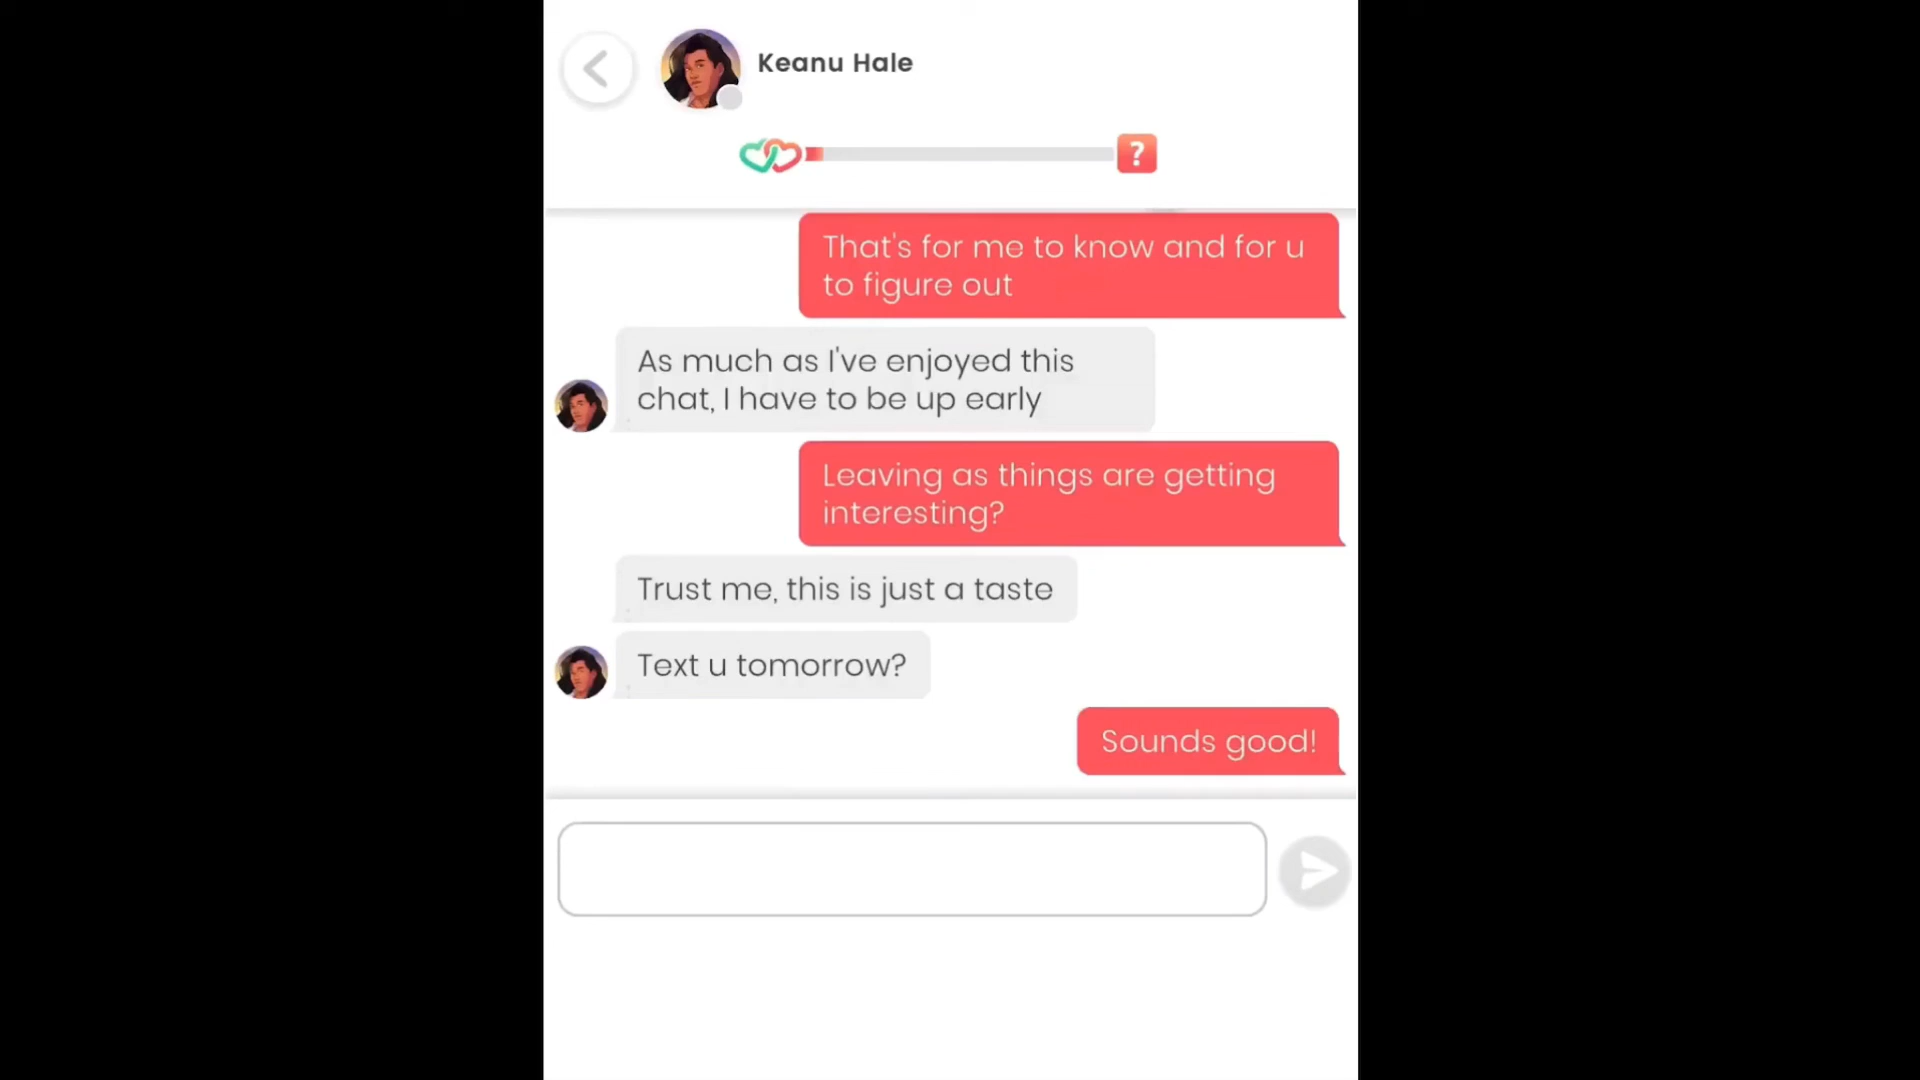 Keanu Hale
?
That's for me to know and for u
to figure out
As much as I've enjoyed this
chat, I have to be up early
Leaving as things are getting
interesting?
Trust me, this is just a taste
Text u tomorrow?
Sounds good!